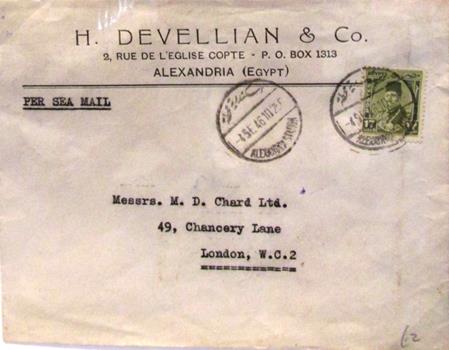 H. DEVELLIAN & Co.
2, RUE DE L'EGLISE COPTE - P. O. BOX 1313
ALEXANDRIA (EGYPT)
PER SEA MAIL
Messrs. M. D. Chard Ltd.
49, Chancery Lane
London, W.C.2